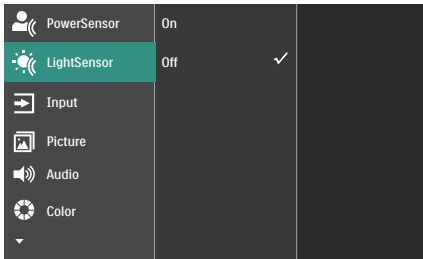 PowerSensor
On
LightSensor
Off
Input
Picture
Audio
Color